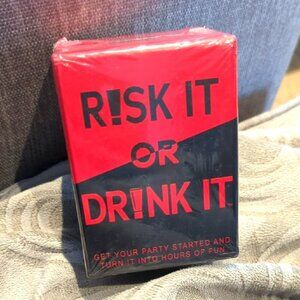 R!SK IT
OR
DR!NK IT
GET YOUR PARTY STARTED AND
TURN IT INTO HOURS OF FUN